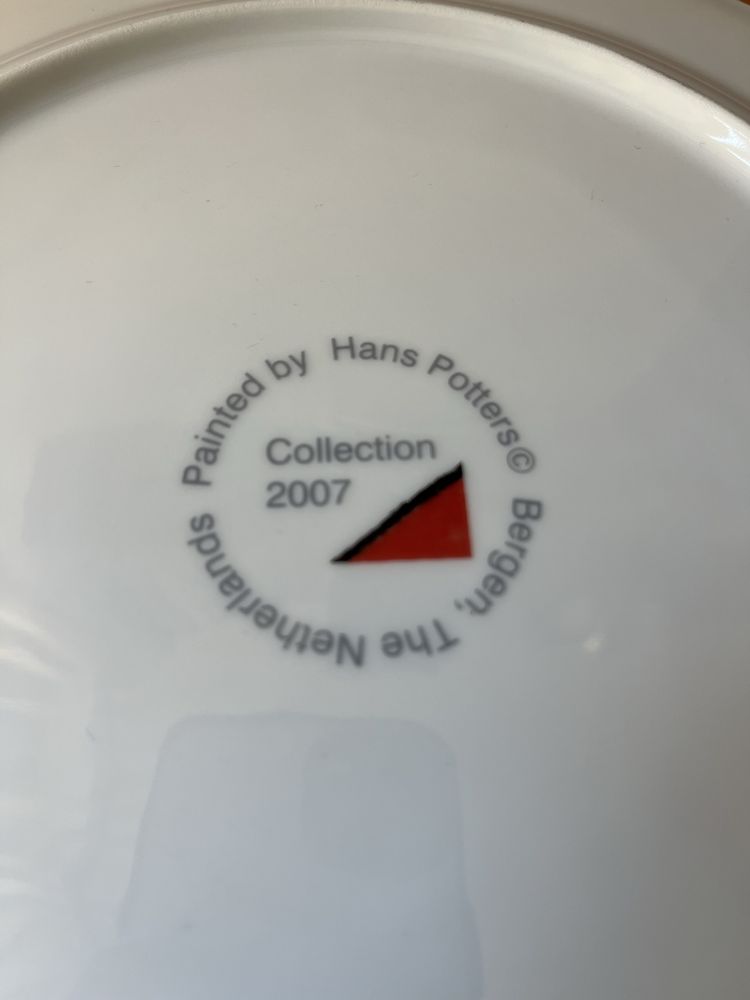 Painted by Hans Potters© Bergen, The Netherlands
Collection
2007